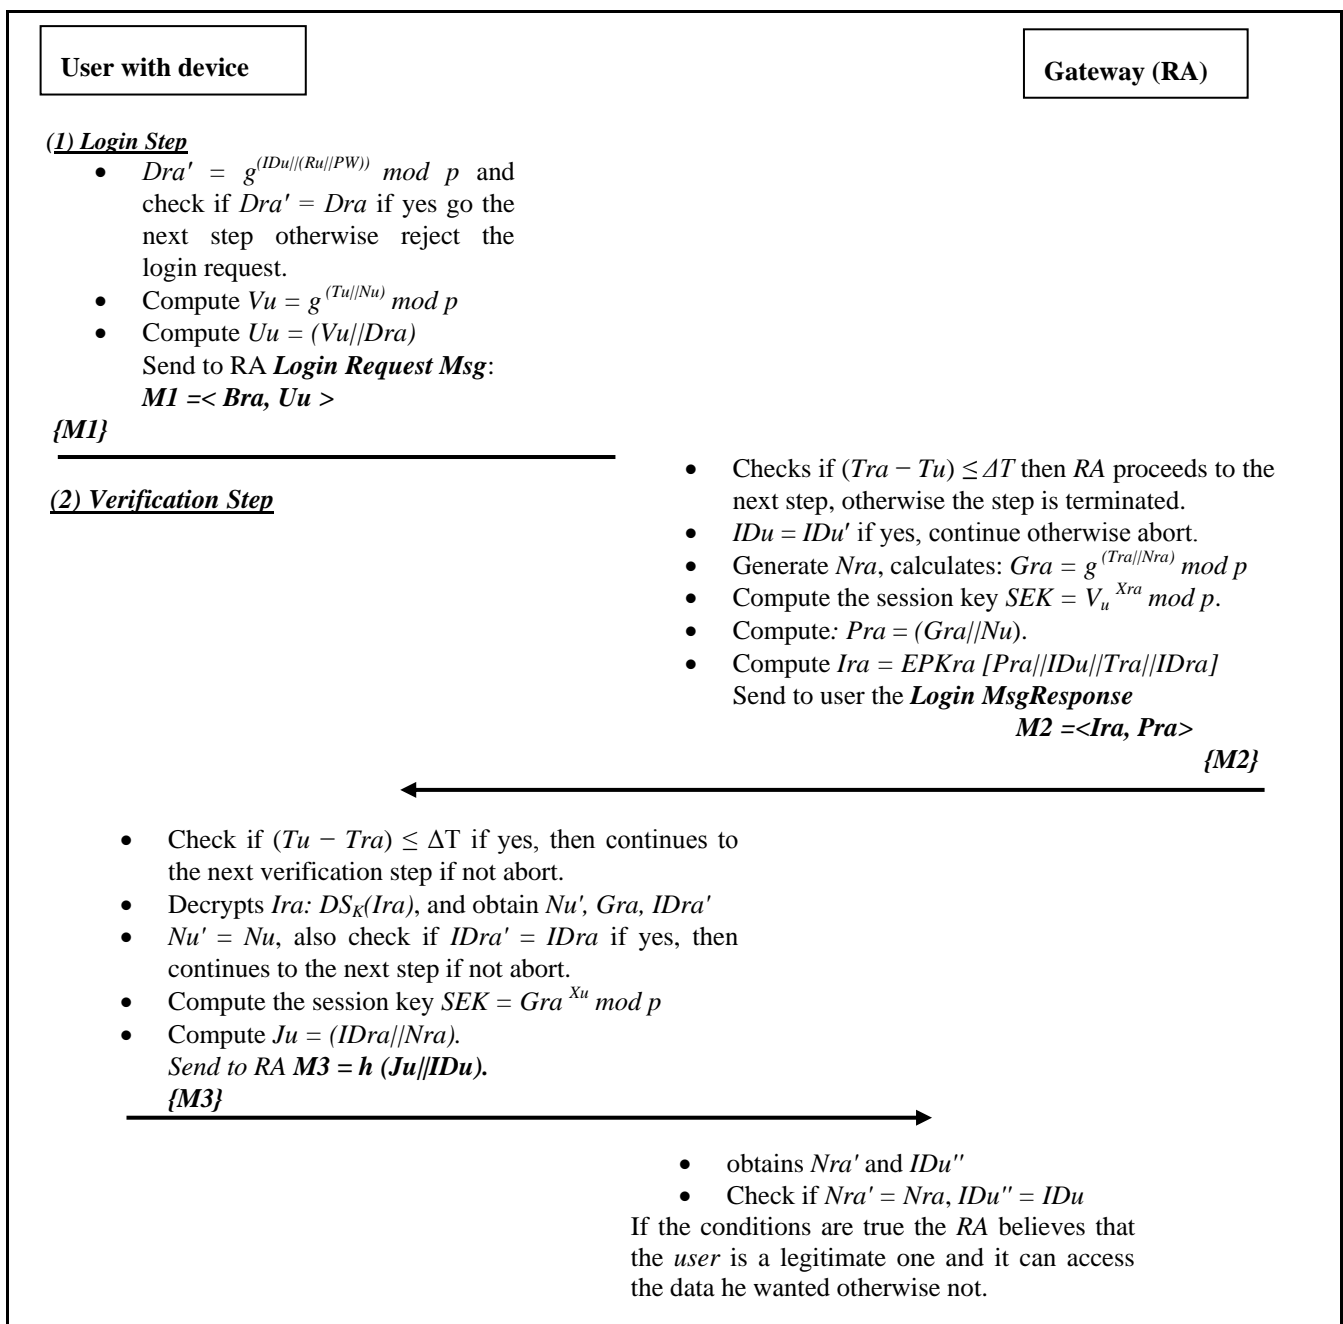 User with device
Gateway (RA)
(1) Login Step
• Dra' = g^(IDu||(Ru||PW)) mod p and
check if Dra' = Dra if yes go the
next step otherwise reject the
login request.
• Compute Vu = g^(Tu||Nu) mod p
• Compute Uu = (Vu||Dra)
Send to RA Login Request Msg:
M1 =< Bra, Uu >
{M1}
(2) Verification Step
• Checks if (Tra − Tu) ≤ ΔT then RA proceeds to the
next step, otherwise the step is terminated.
• IDu = IDu' if yes, continue otherwise abort.
• Generate Nra, calculates: Gra = g^(Tra||Nra) mod p
• Compute the session key SEK = V_u^Xra mod p.
• Compute: Pra = (Gra||Nu).
• Compute Ira = EPKra [Pra||IDu||Tra||IDra]
Send to user the Login MsgResponse
M2 =<Ira, Pra>
{M2}
• Check if (Tu − Tra) ≤ ΔT if yes, then continues to
the next verification step if not abort.
• Decrypts Ira: DS_K(Ira), and obtain Nu', Gra, IDra'
• Nu' = Nu, also check if IDra' = IDra if yes, then
continues to the next step if not abort.
• Compute the session key SEK = Gra^Xu mod p
• Compute Ju = (IDra||Nra).
Send to RA M3 = h (Ju||IDu).
{M3}
• obtains Nra' and IDu''
• Check if Nra' = Nra, IDu'' = IDu
If the conditions are true the RA believes that
the user is a legitimate one and it can access
the data he wanted otherwise not.